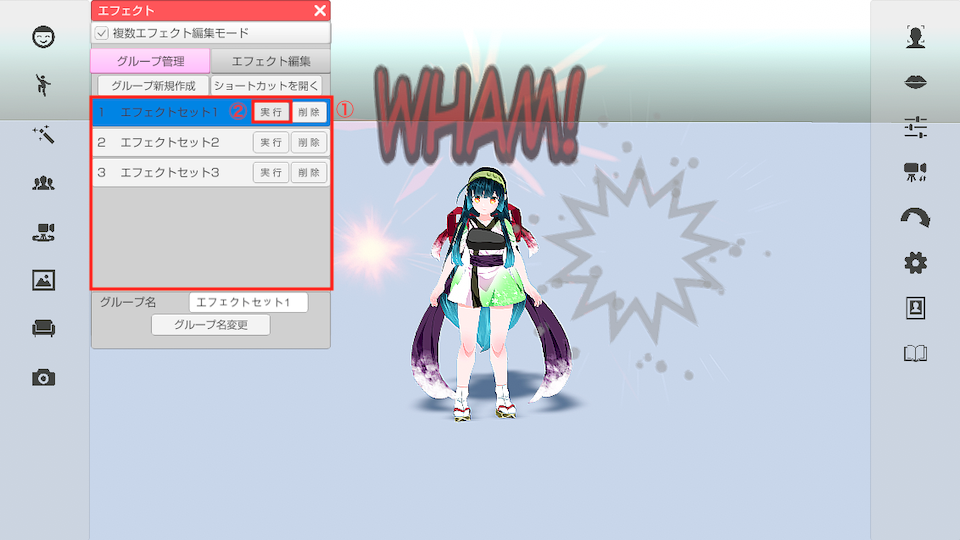 エフェクト
複数エフェクト編集モード
グループ管理 エフェクト編集
グループ新規作成 ショートカットを開く
1 エフェクトセット1 ② 実行 削除 ①
2 エフェクトセット2 実行 削除
3 エフェクトセット3 実行 削除
グループ名 エフェクトセット1
グループ名変更
WHAM!